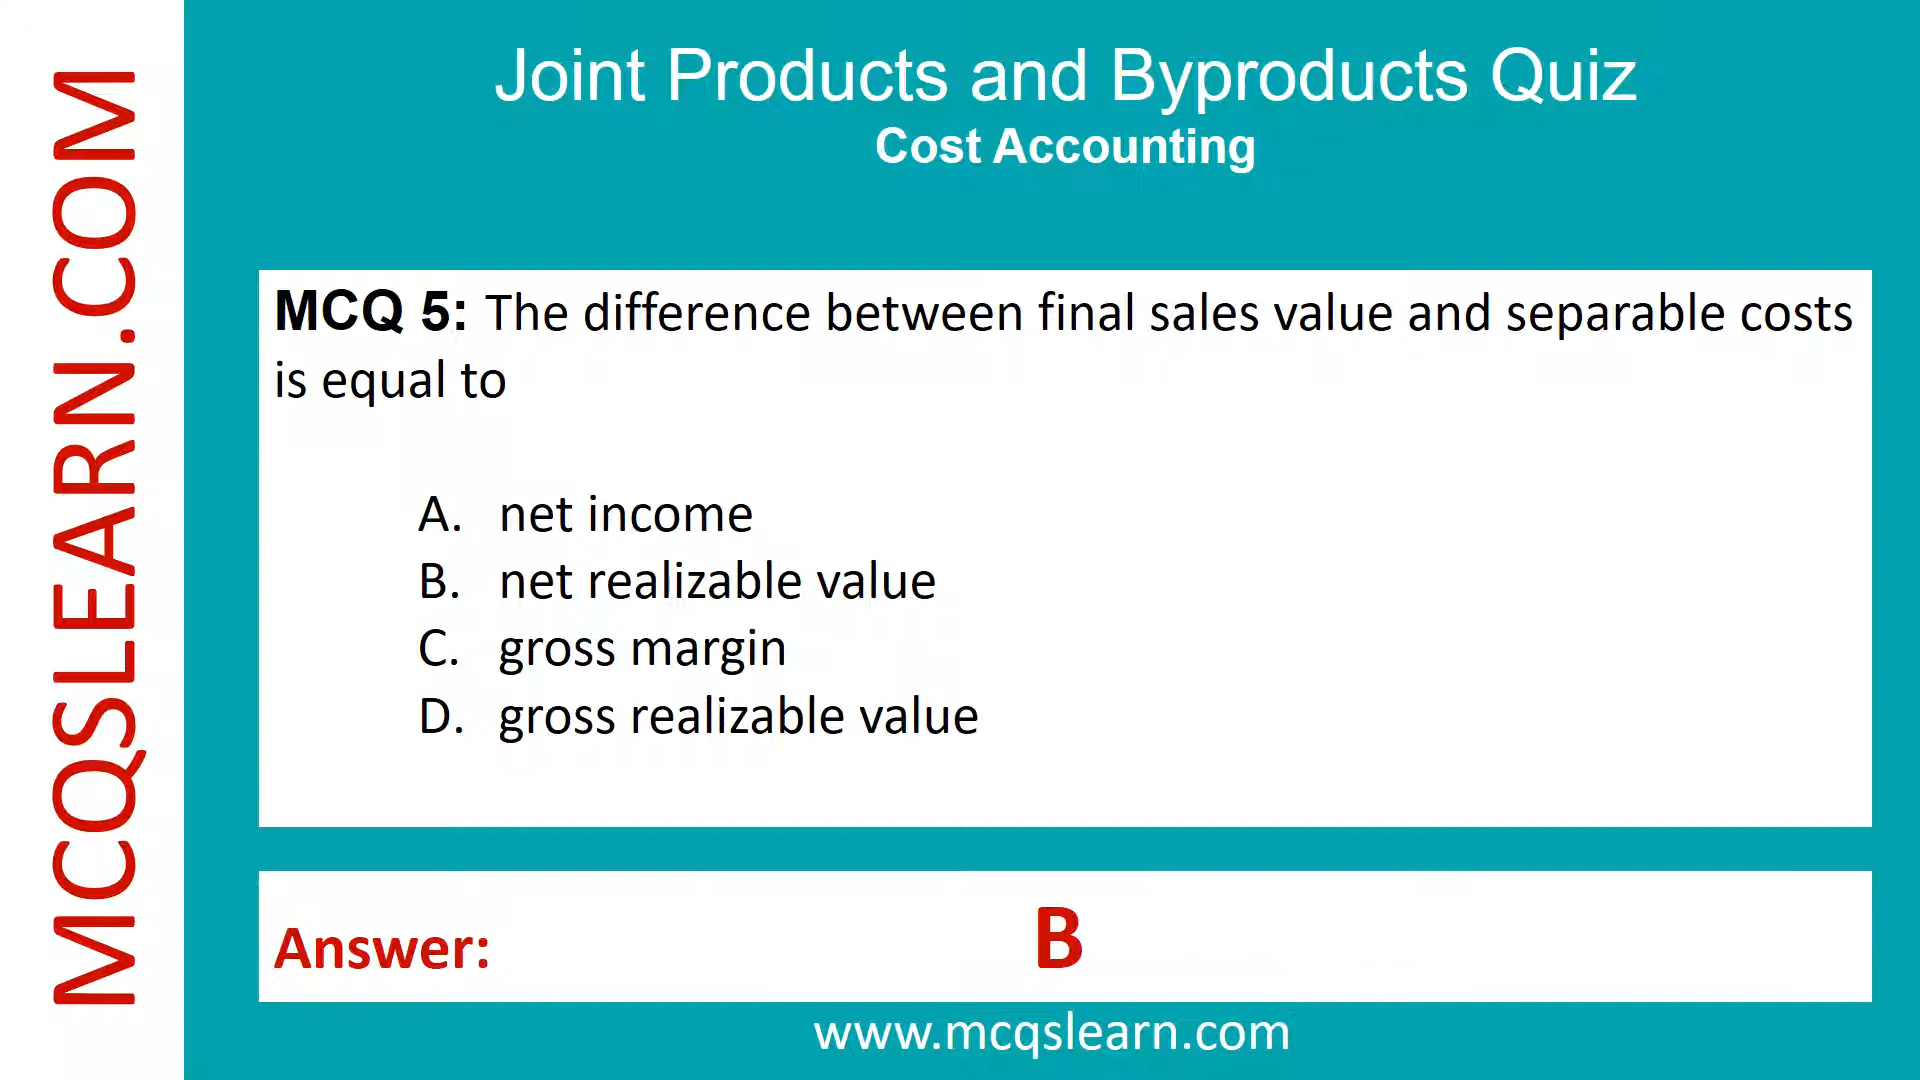 MCQSLEARN.COM
Joint Products and Byproducts Quiz
Cost Accounting
MCQ 5: The difference between final sales value and separable costs
is equal to
A. net income
B. net realizable value
C. gross margin
D. gross realizable value
Answer: B
www.mcqslearn.com